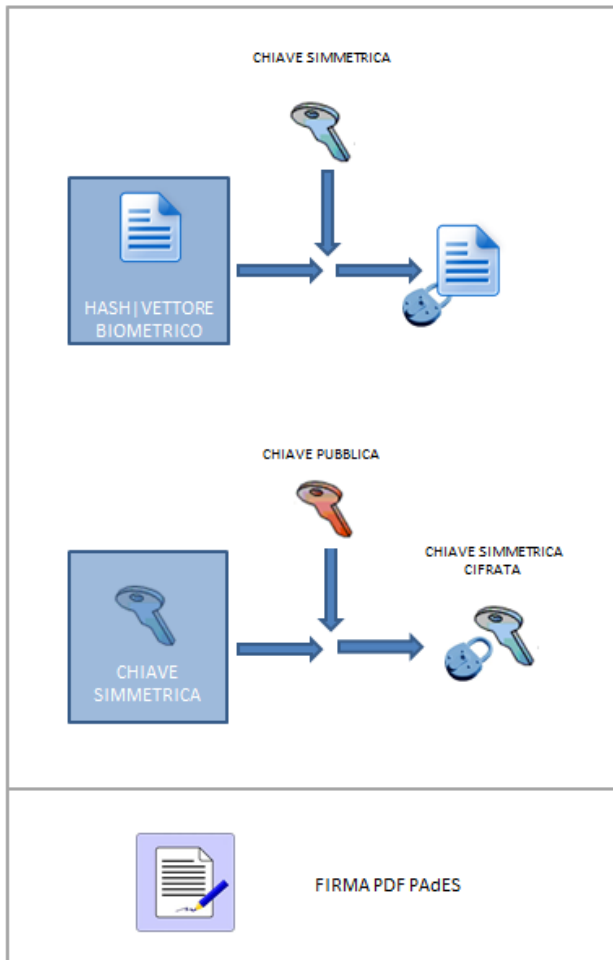 CHIAVE SIMMETRICA
HASH|VETTORE
BIOMETRICO
CHIAVE PUBBLICA
CHIAVE SIMMETRICA
CIFRATA
CHIAVE
SIMMETRICA
FIRMA PDF PAdES